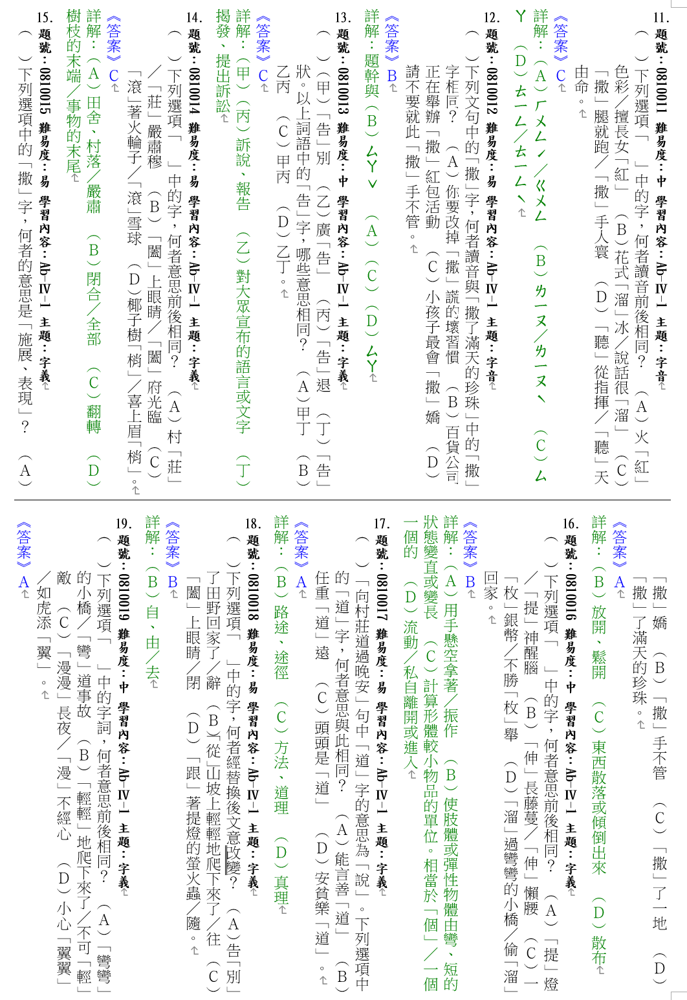 11. 題號：0810011 難易度：中 學習內容：Ab-Ⅳ-1 主題：字音
（　）下列選項「　」中的字，何者讀音前後相同？　（Ａ）火「紅」
色彩／擅長女「紅」　（Ｂ）花式「溜」冰／說話很「溜」　（Ｃ）
「撒」腿就跑／「撒」手人寰　（Ｄ）「聽」從指揮／「聽」天
由命。
《答案》Ｃ
詳解：（Ａ）ㄏㄨㄥˊ／ㄍㄨㄥ　（Ｂ）ㄌㄧㄡ／ㄌㄧㄡˋ　（Ｃ）ㄙ
ㄚ　（Ｄ）ㄊㄧㄥ／ㄊㄧㄥˋ
12. 題號：0810012 難易度：易 學習內容：Ab-Ⅳ-1 主題：字音
（　）下列文句中的「撒」字，何者讀音與「撒了滿天的珍珠」中的「撒」
字相同？　（Ａ）你要改掉「撒」謊的壞習慣　（Ｂ）百貨公司
正在舉辦「撒」紅包活動　（Ｃ）小孩子最會「撒」嬌　（Ｄ）
請不要就此「撒」手不管。
《答案》Ｂ
詳解：題幹與（Ｂ）ㄙㄚˇ　（Ａ）（Ｃ）（Ｄ）ㄙㄚ
13. 題號：0810013 難易度：中 學習內容：Ab-Ⅳ-1 主題：字義
（　）（甲）「告」別　（乙）廣「告」　（丙）「告」退　（丁）「告」
狀。以上詞語中的「告」字，哪些意思相同？　（Ａ）甲丁　（Ｂ）
乙丙　（Ｃ）甲丙　（Ｄ）乙丁。
《答案》Ｃ
詳解：（甲）（丙）訴說、報告　（乙）對大眾宣布的語言或文字　（丁）
揭發、提出訴訟
14. 題號：0810014 難易度：易 學習內容：Ab-Ⅳ-1 主題：字義
（　）下列選項「　」中的字，何者意思前後相同？　（Ａ）村「莊」
／「莊」嚴肅穆　（Ｂ）「闔」上眼睛／「闔」府光臨　（Ｃ）
「滾」著火輪子／「滾」雪球　（Ｄ）椰子樹「梢」／喜上眉「梢」。
《答案》Ｃ
詳解：（Ａ）田舍、村落／嚴肅　（Ｂ）閉合／全部　（Ｃ）翻轉　（Ｄ）
樹枝的末端／事物的末尾
15. 題號：0810015 難易度：易 學習內容：Ab-Ⅳ-1 主題：字義
（　）下列選項中的「撒」字，何者的意思是「施展、表現」？　（Ａ）
「撒」嬌　（Ｂ）「撒」手不管　（Ｃ）「撒」了一地　（Ｄ）
「撒」了滿天的珍珠。
《答案》Ａ
詳解：（Ｂ）放開、鬆開　（Ｃ）東西散落或傾倒出來　（Ｄ）散布
16. 題號：0810016 難易度：中 學習內容：Ab-Ⅳ-1 主題：字義
（　）下列選項「　」中的字，何者意思前後相同？　（Ａ）「提」燈
／「提」神醒腦　（Ｂ）「伸」長藤蔓／「伸」懶腰　（Ｃ）一
「枚」銀幣／不勝「枚」舉　（Ｄ）「溜」過彎彎的小橋／偷「溜」
回家。
《答案》Ｂ
詳解：（Ａ）用手懸空拿著／振作　（Ｂ）使肢體或彈性物體由彎、短的
狀態變直或變長　（Ｃ）計算形體較小物品的單位。相當於「個」／一個
一個的　（Ｄ）流動／私自離開或進入
17. 題號：0810017 難易度：易 學習內容：Ab-Ⅳ-1 主題：字義
（　）「向村莊道過晚安」句中「道」字的意思為「說」。下列選項中
的「道」字，何者意思與此相同？　（Ａ）能言善「道」　（Ｂ）
任重「道」遠　（Ｃ）頭頭是「道」　（Ｄ）安貧樂「道」。
《答案》Ａ
詳解：（Ｂ）路途、途徑　（Ｃ）方法、道理　（Ｄ）真理
18. 題號：0810018 難易度：易 學習內容：Ab-Ⅳ-1 主題：字義
（　）下列選項「　」中的字，何者經替換後文意改變？　（Ａ）告「別」
了田野回家了／辭　（Ｂ）「從」山坡上輕輕地爬下來了／往　（Ｃ）
「闔」上眼睛／閉　（Ｄ）「跟」著提燈的螢火蟲／隨。
《答案》Ｂ
詳解：（Ｂ）自、由／去
19. 題號：0810019 難易度：中 學習內容：Ab-Ⅳ-1 主題：字義
（　）下列選項「　」中的字詞，何者意思前後相同？　（Ａ）「彎彎」
的小橋／「彎」道事故　（Ｂ）「輕輕」地爬下來了／不可「輕」
敵　（Ｃ）「漫漫」長夜／「漫」不經心　（Ｄ）小心「翼翼」
／如虎添「翼」。
《答案》Ａ